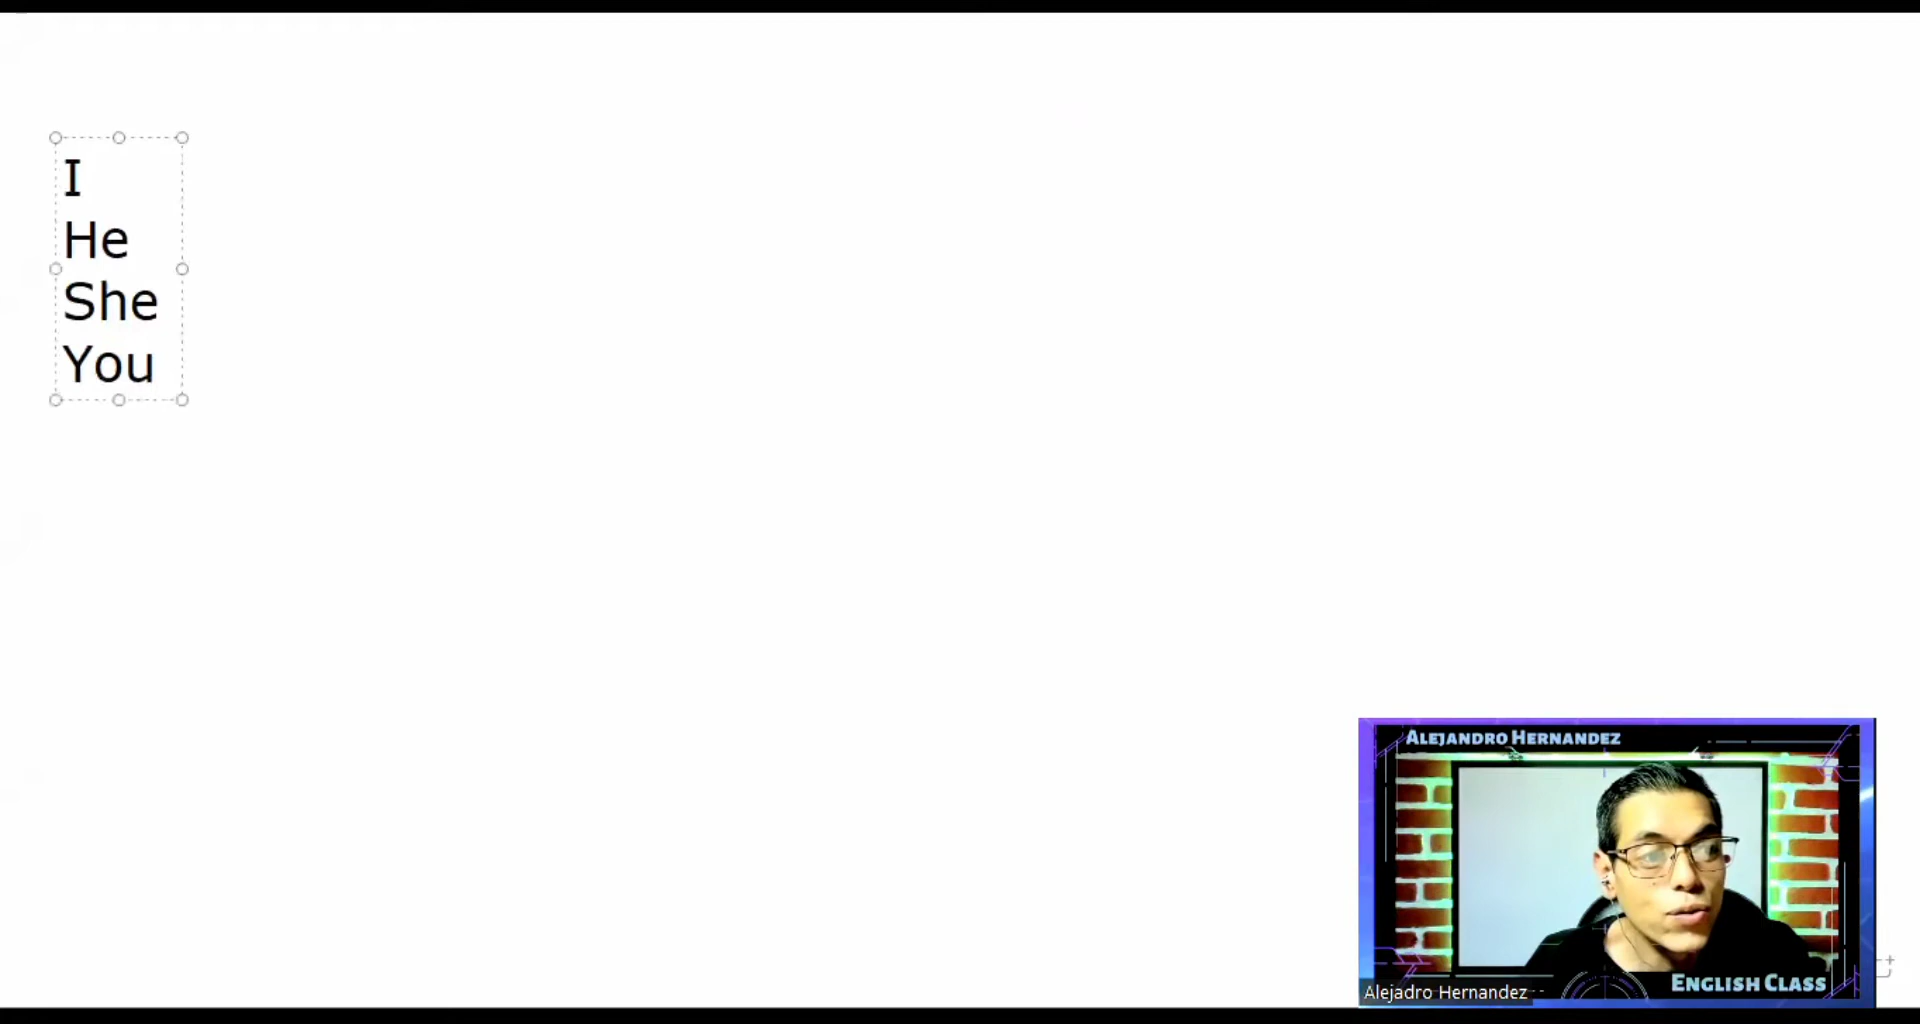 I
He
She
You
ALEJANDRO HERNANDEZ
ENGLISH CLASS
Alejadro Hernandez